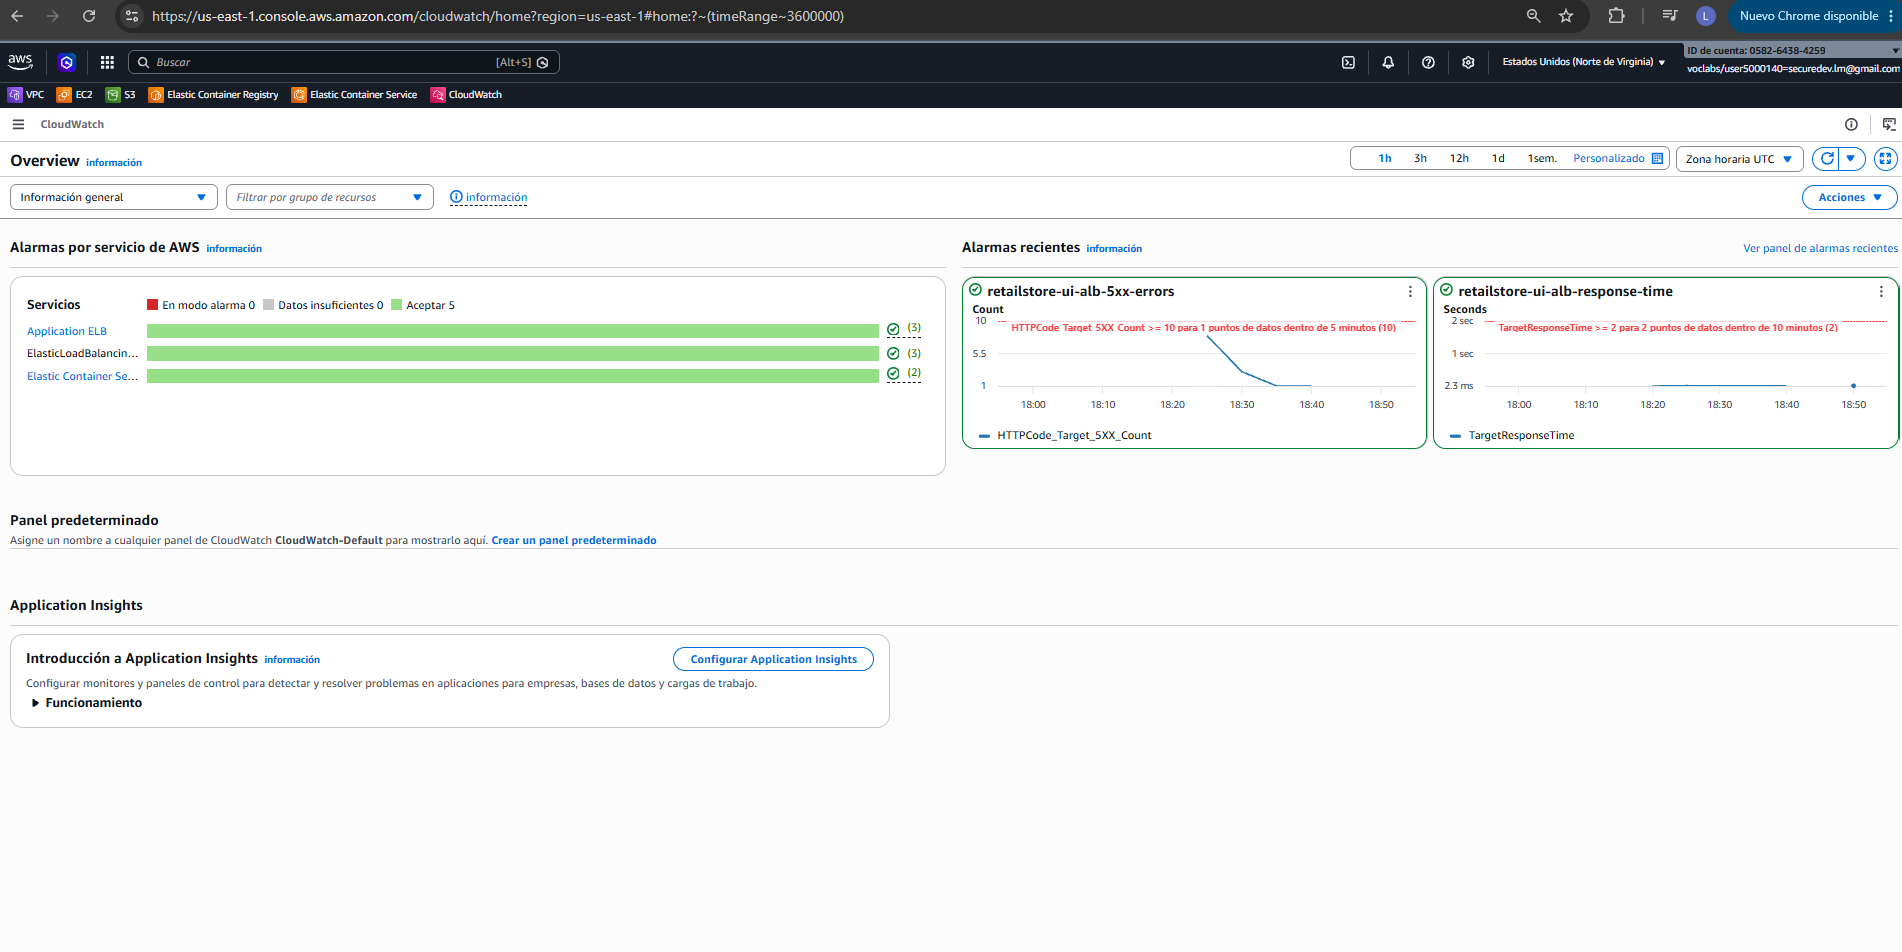 https://us-east-1.console.aws.amazon.com/cloudwatch/home?region=us-east-1#home:?~(timeRange~3600000)
L
Nuevo Chrome disponible
aws
Buscar
[Alt+S]
Estados Unidos (Norte de Virginia)
ID de cuenta: 0582-6438-4259
voclabs/user5000140=securedev.lm@gmail.com
VPC
EC2
S3
Elastic Container Registry
Elastic Container Service
CloudWatch
CloudWatch
Overview información
1h
3h
12h
1d
1sem.
Personalizado
Zona horaria UTC
Información general
Filtrar por grupo de recursos
información
Acciones
Alarmas por servicio de AWS información
Servicios
En modo alarma 0
Datos insuficientes 0
Aceptar 5
Application ELB
(3)
ElasticLoadBalancin...
(3)
Elastic Container Se...
(2)
Alarmas recientes información
Ver panel de alarmas recientes
retailstore-ui-alb-5xx-errors
Count
10
HTTPCode_Target_5XX_Count >= 10 para 1 puntos de datos dentro de 5 minutos (10)
5.5
1
18:00
18:10
18:20
18:30
18:40
18:50
HTTPCode_Target_5XX_Count
retailstore-ui-alb-response-time
Seconds
2 sec
TargetResponseTime >= 2 para 2 puntos de datos dentro de 10 minutos (2)
1 sec
2.3 ms
18:00
18:10
18:20
18:30
18:40
18:50
TargetResponseTime
Panel predeterminado
Asigne un nombre a cualquier panel de CloudWatch CloudWatch-Default para mostrarlo aquí. Crear un panel predeterminado
Application Insights
Introducción a Application Insights información
Configurar Application Insights
Configurar monitores y paneles de control para detectar y resolver problemas en aplicaciones para empresas, bases de datos y cargas de trabajo.
Funcionamiento